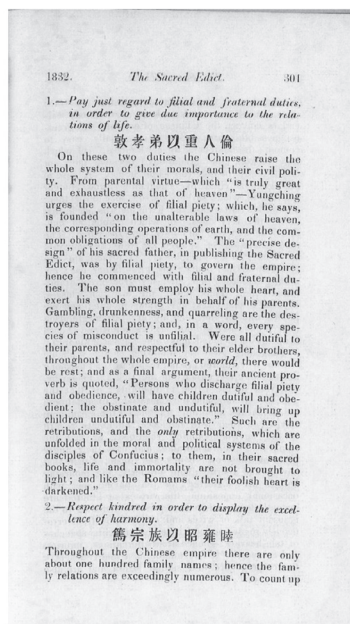 1832. The Sacred Edict. 301
1.—Pay just regard to filial and fraternal duties,
in order to give due importance to the rela-
tions of life.
敦孝弟以重人倫
On these two duties the Chinese raise the
whole system of their morals, and their civil poli-
ty. From parental virtue—which "is truly great
and exhaustless as that of heaven"—Yungching
urges the exercise of filial piety; which, he says,
is founded "on the unalterable laws of heaven,
the corresponding operations of earth, and the com-
mon obligations of all people." The "precise de-
sign" of his sacred father, in publishing the Sacred
Edict, was by filial piety, to govern the empire;
hence he commenced with filial and fraternal du-
ties. The son must employ his whole heart, and
exert his whole strength in behalf of his parents.
Gambling, drunkenness, and quarreling are the des-
troyers of filial piety; and, in a word, every spe-
cies of misconduct is unfilial. Were all dutiful to
their parents, and respectful to their elder brothers,
throughout the whole empire, or world, there would
be rest; and as a final argument, their ancient pro-
verb is quoted, "Persons who discharge filial piety
and obedience, will have children dutiful and obe-
dient; the obstinate and undutiful, will bring up
children undutiful and obstinate." Such are the
retributions, and the only retributions, which are
unfolded in the moral and political systems of the
disciples of Confucius; to them, in their sacred
books, life and immortality are not brought to
light; and like the Romams "their foolish heart is
darkened."
2.—Respect kindred in order to display the excel-
lence of harmony.
篤宗族以昭雍睦
Throughout the Chinese empire there are only
about one hundred family names; hence the fam-
ly relations are exceedingly numerous. To count up